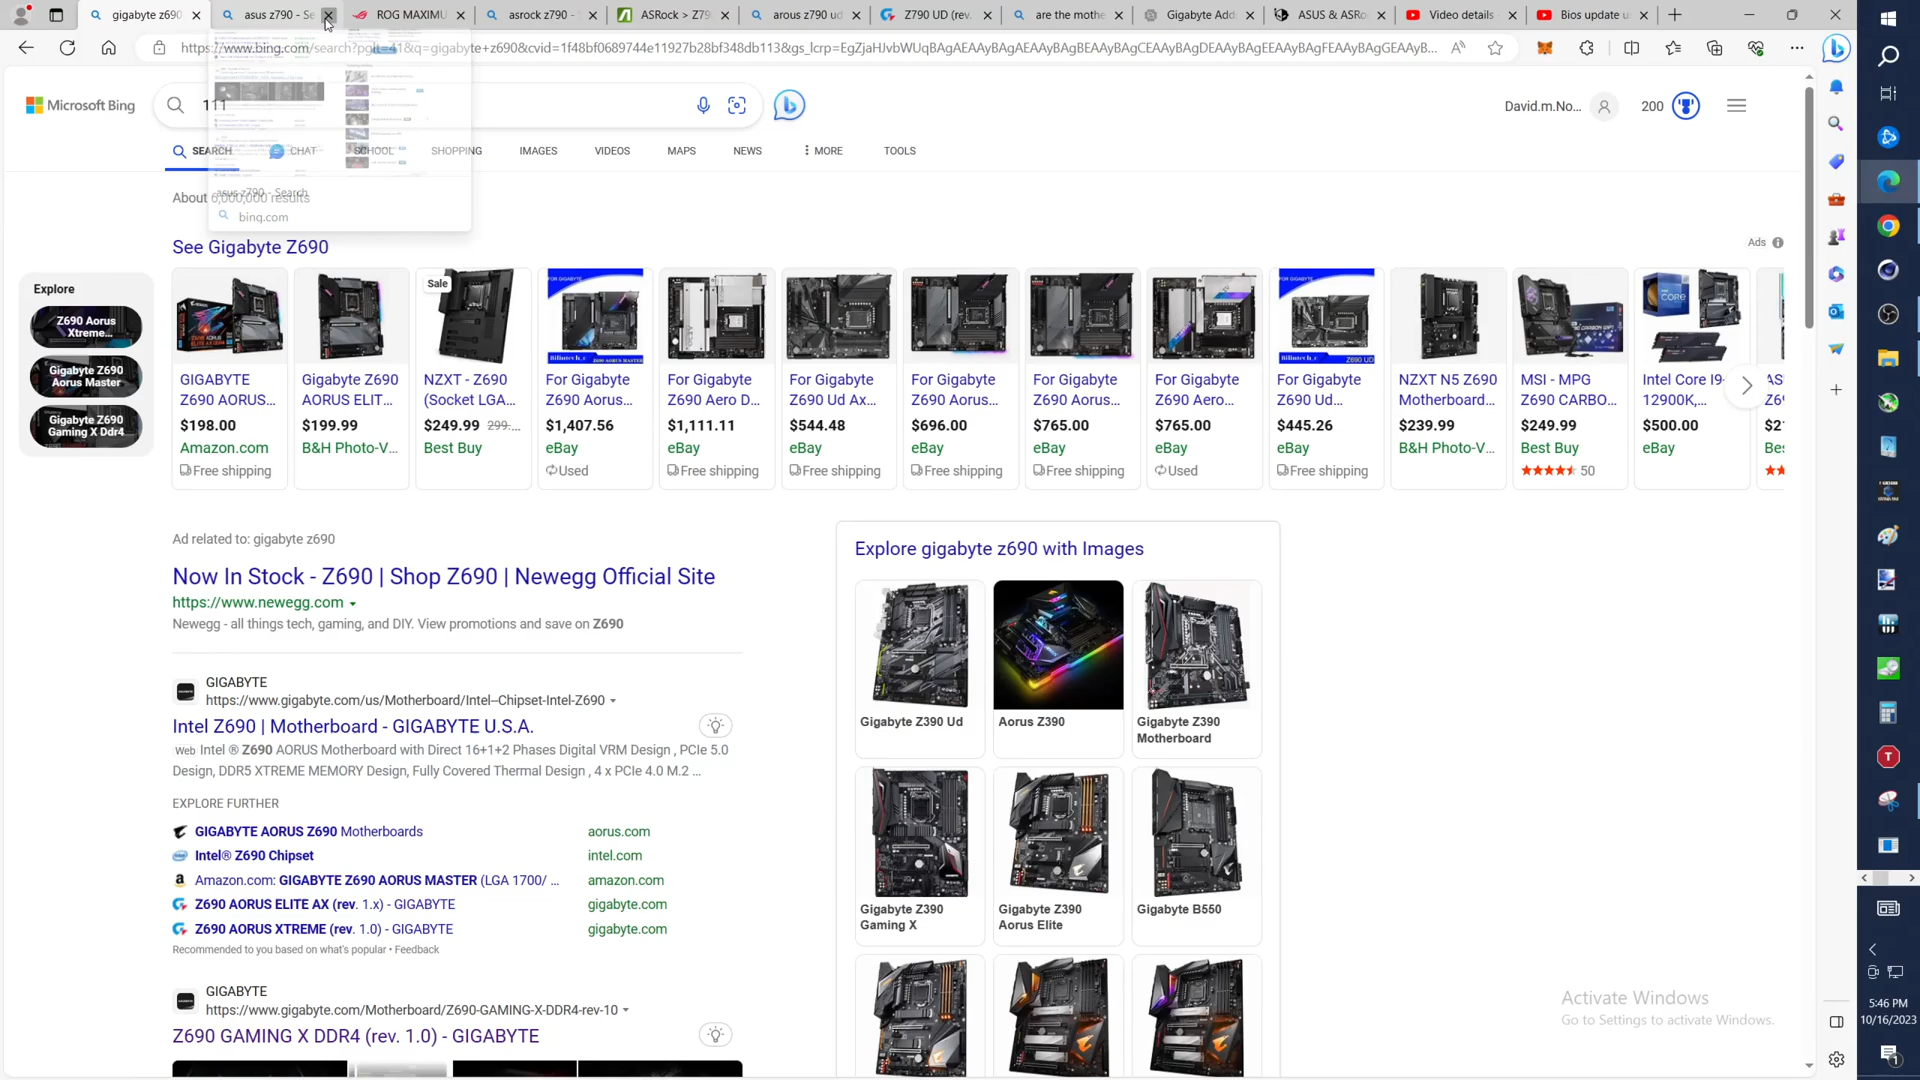 gigabyte z690
asus z790 - Se
ROG MAXIMU
asrock z790 -
ASRock > Z79
arous z790 ud
Z790 UD (rev.
are the mothe
Gigabyte Add
ASUS & ASRo
Video details
Bios update u
https://www.bing.com/search?pglt=41&q=gigabyte+z690&cvid=1f48bf0689744e11927b28bf348db113&gs_lcrp=EgZjaHJvbWUqBAgAEAAyBAgAEAAyBAgBEAAyBAgCEAAyBAgDEAAyBAgEEAAyBAgFEAAyBAgGEAAyB...
Microsoft Bing
111
David.m.No...
200
SEARCH
CHAT
SCHOOL
SHOPPING
IMAGES
VIDEOS
MAPS
NEWS
MORE
TOOLS
About 6,000,000 results
asus z790 - Search
bing.com
See Gigabyte Z690
Ads
Explore
Z690 Aorus
Xtreme...
Gigabyte Z690
Aorus Master
Gigabyte Z690
Gaming X Ddr4
GIGABYTE
Z690 AORUS...
$198.00
Amazon.com
Free shipping
Gigabyte Z690
AORUS ELIT...
$199.99
B&H Photo-V...
Sale
NZXT - Z690
(Socket LGA...
$249.99 299....
Best Buy
FOR GIGABYTE
Bilintech_c
Z690 AORUS MASTER
For Gigabyte
Z690 Aorus...
$1,407.56
eBay
Used
For Gigabyte
Z690 Aero D...
$1,111.11
eBay
Free shipping
For Gigabyte
Z690 Ud Ax...
$544.48
eBay
Free shipping
For Gigabyte
Z690 Aorus...
$696.00
eBay
Free shipping
For Gigabyte
Z690 Aorus...
$765.00
eBay
Free shipping
For Gigabyte
Z690 Aero...
$765.00
eBay
Used
FOR GIGABYTE
Bilintech_c
Z690 UD
For Gigabyte
Z690 Ud...
$445.26
eBay
Free shipping
NZXT N5 Z690
Motherboard...
$239.99
B&H Photo-V...
MSI - MPG
Z690 CARBO...
$249.99
Best Buy
50
Intel Core I9-
12900K,...
$500.00
eBay
AS
Z69
$21
Bes
Ad related to: gigabyte z690
Now In Stock - Z690 | Shop Z690 | Newegg Official Site
https://www.newegg.com
Newegg - all things tech, gaming, and DIY. View promotions and save on Z690
GIGABYTE
https://www.gigabyte.com/us/Motherboard/Intel--Chipset-Intel-Z690
Intel Z690 | Motherboard - GIGABYTE U.S.A.
Web Intel ® Z690 AORUS Motherboard with Direct 16+1+2 Phases Digital VRM Design , PCIe 5.0
Design, DDR5 XTREME MEMORY Design, Fully Covered Thermal Design , 4 x PCIe 4.0 M.2 ...
EXPLORE FURTHER
GIGABYTE AORUS Z690 Motherboards aorus.com
Intel® Z690 Chipset intel.com
Amazon.com: GIGABYTE Z690 AORUS MASTER (LGA 1700/ ... amazon.com
Z690 AORUS ELITE AX (rev. 1.x) - GIGABYTE gigabyte.com
Z690 AORUS XTREME (rev. 1.0) - GIGABYTE gigabyte.com
Recommended to you based on what's popular • Feedback
GIGABYTE
https://www.gigabyte.com/Motherboard/Z690-GAMING-X-DDR4-rev-10
Z690 GAMING X DDR4 (rev. 1.0) - GIGABYTE
Explore gigabyte z690 with Images
Gigabyte Z390 Ud
Aorus Z390
Gigabyte Z390
Motherboard
Gigabyte Z390
Gaming X
Gigabyte Z390
Aorus Elite
Gigabyte B550
Activate Windows
Go to Settings to activate Windows.
5:46 PM
10/16/2023
1